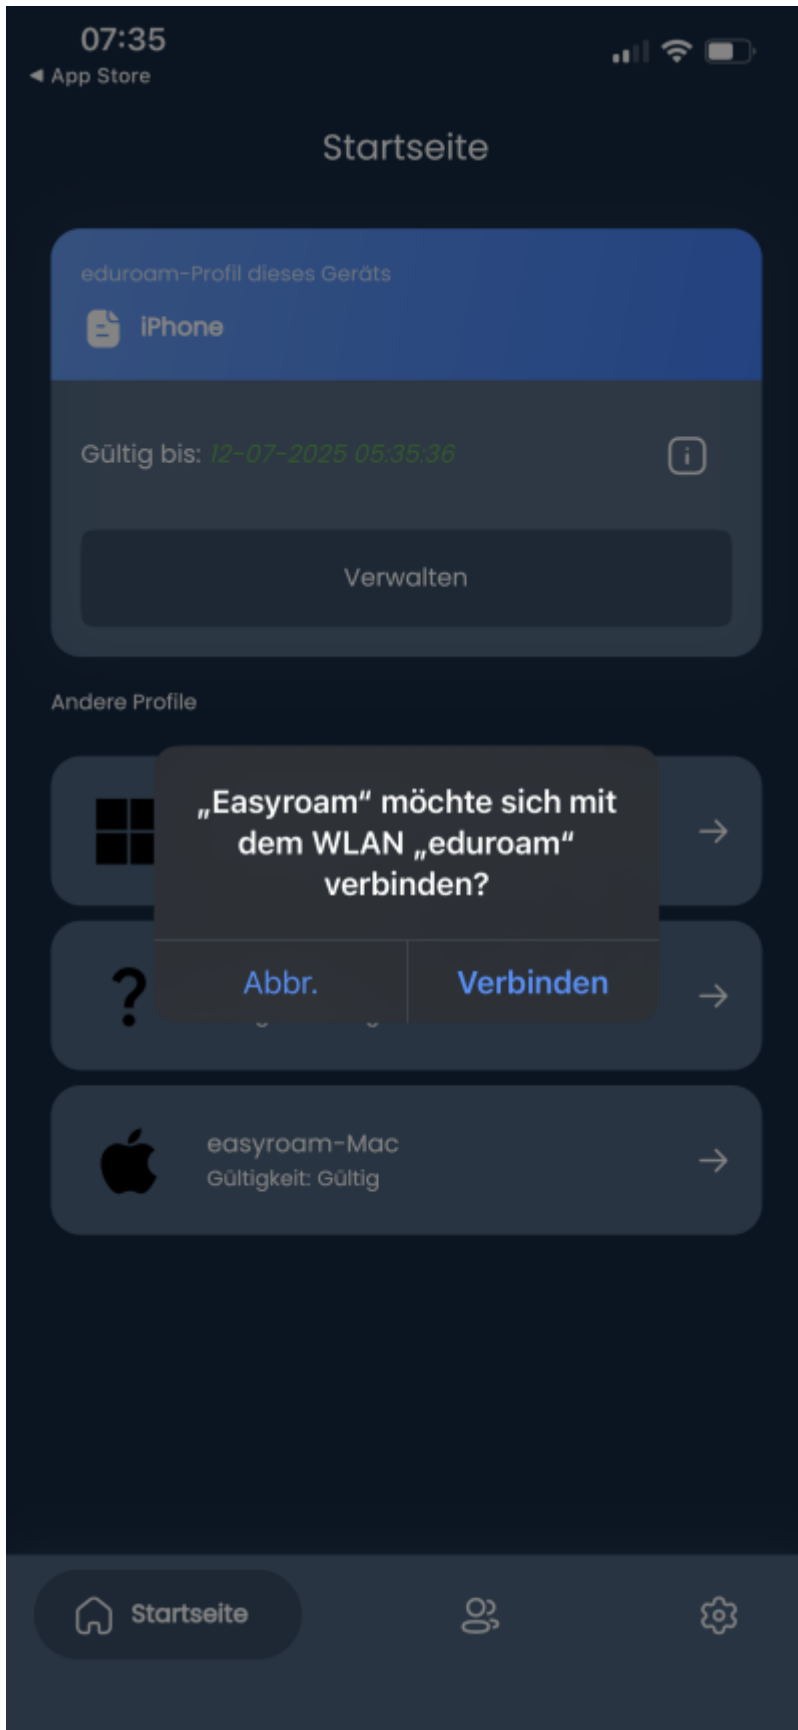 07:35
◀ App Store
Startseite
eduroam-Profil dieses Geräts
iPhone
Gültig bis: 12-07-2025 05:35:36
Verwalten
Andere Profile
„Easyroam“ möchte sich mit
dem WLAN „eduroam“
verbinden?
Abbr.
Verbinden
easyroam-Mac
Gültigkeit: Gültig
Startseite